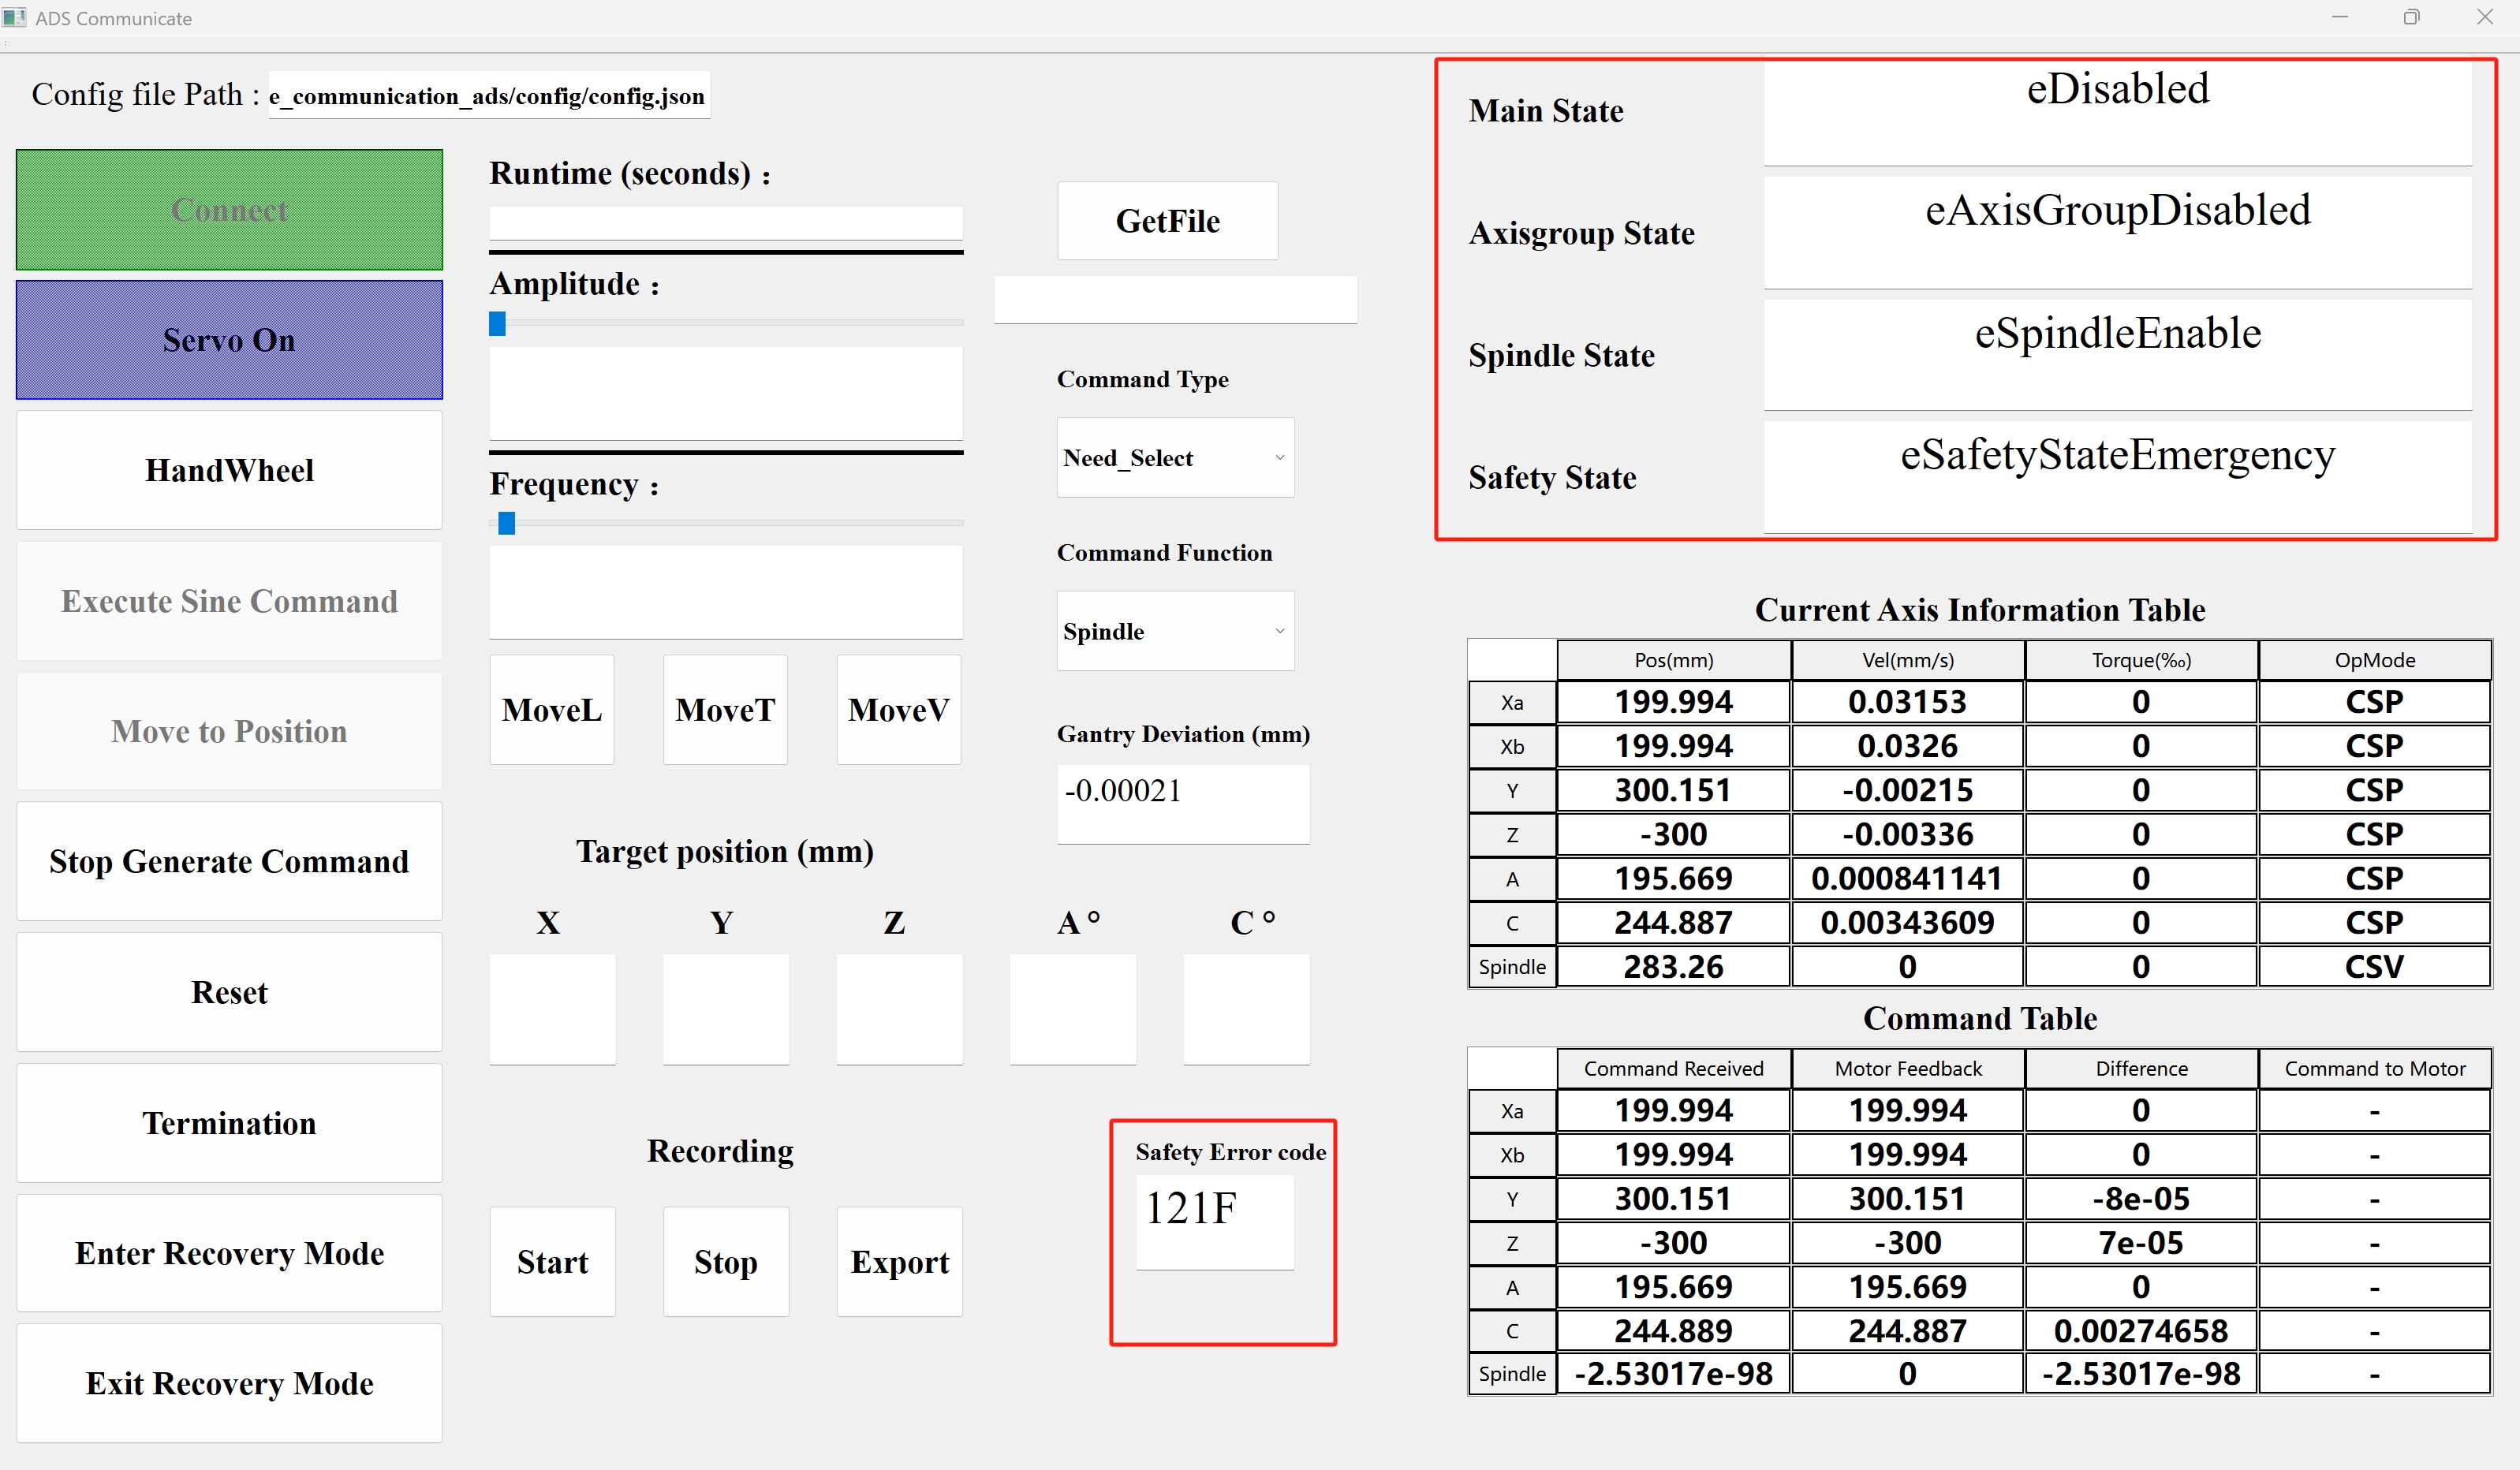 ADS Communicate
Config file Path : e_communication_ads/config/config.json
Connect
Servo On
HandWheel
Execute Sine Command
Move to Position
Stop Generate Command
Reset
Termination
Enter Recovery Mode
Exit Recovery Mode
Runtime (seconds) :
Amplitude :
Frequency :
MoveL MoveT MoveV
Target position (mm)
X Y Z A° C°
Recording
Start Stop Export
GetFile
Command Type
Need_Select
Command Function
Spindle
Gantry Deviation (mm)
-0.00021
Safety Error code
121F
Main State eDisabled
Axisgroup State eAxisGroupDisabled
Spindle State eSpindleEnable
Safety State eSafetyStateEmergency
Current Axis Information Table
Pos(mm) Vel(mm/s) Torque(‰) OpMode
Xa 199.994 0.03153 0 CSP
Xb 199.994 0.0326 0 CSP
Y 300.151 -0.00215 0 CSP
Z -300 -0.00336 0 CSP
A 195.669 0.000841141 0 CSP
C 244.887 0.00343609 0 CSP
Spindle 283.26 0 0 CSV
Command Table
Command Received Motor Feedback Difference Command to Motor
Xa 199.994 199.994 0 -
Xb 199.994 199.994 0 -
Y 300.151 300.151 -8e-05 -
Z -300 -300 7e-05 -
A 195.669 195.669 0 -
C 244.889 244.887 0.00274658 -
Spindle -2.53017e-98 0 -2.53017e-98 -